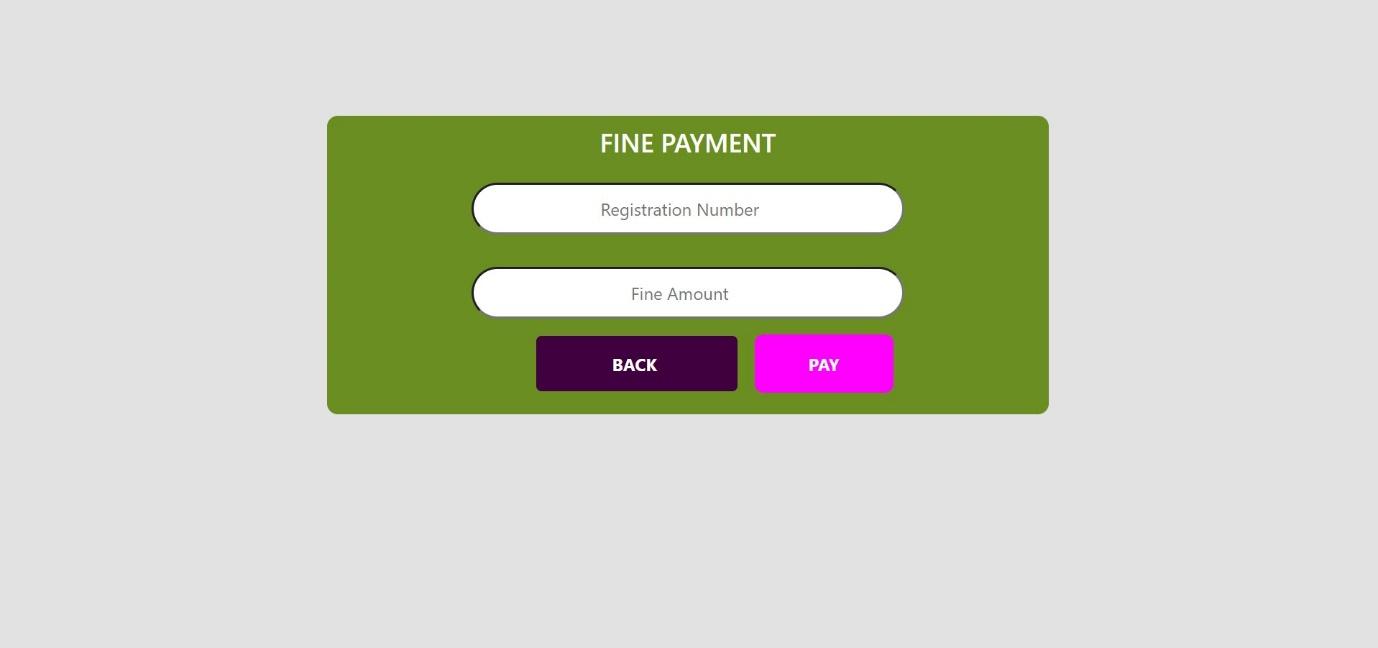 FINE PAYMENT
Registration Number
Fine Amount
BACK PAY